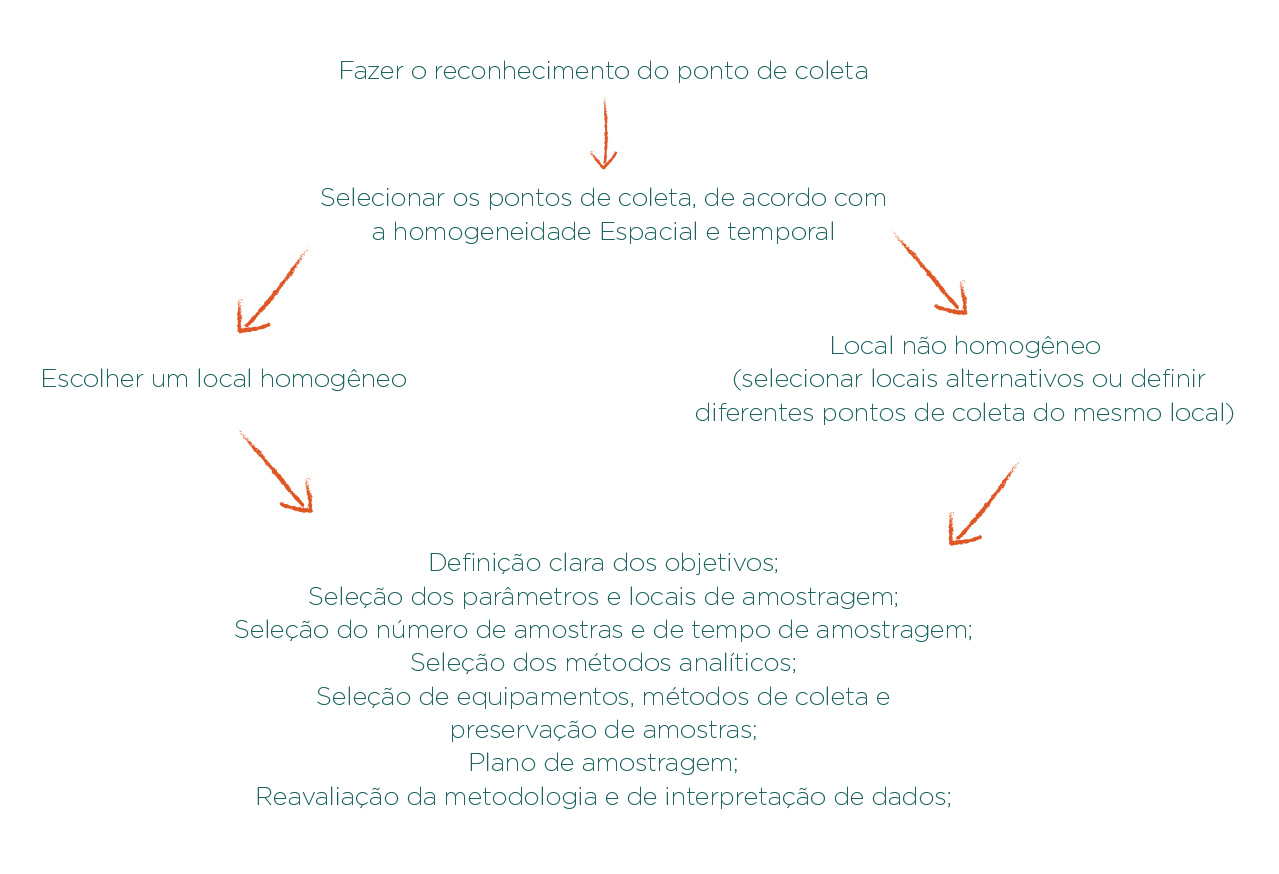 Fazer o reconhecimento do ponto de coleta
Selecionar os pontos de coleta, de acordo com
a homogeneidade Espacial e temporal
Escolher um local homogêneo
Local não homogêneo
(selecionar locais alternativos ou definir
diferentes pontos de coleta do mesmo local)
Definição clara dos objetivos;
Seleção dos parâmetros e locais de amostragem;
Seleção do número de amostras e de tempo de amostragem;
Seleção dos métodos analíticos;
Seleção de equipamentos, métodos de coleta e
preservação de amostras;
Plano de amostragem;
Reavaliação da metodologia e de interpretação de dados;